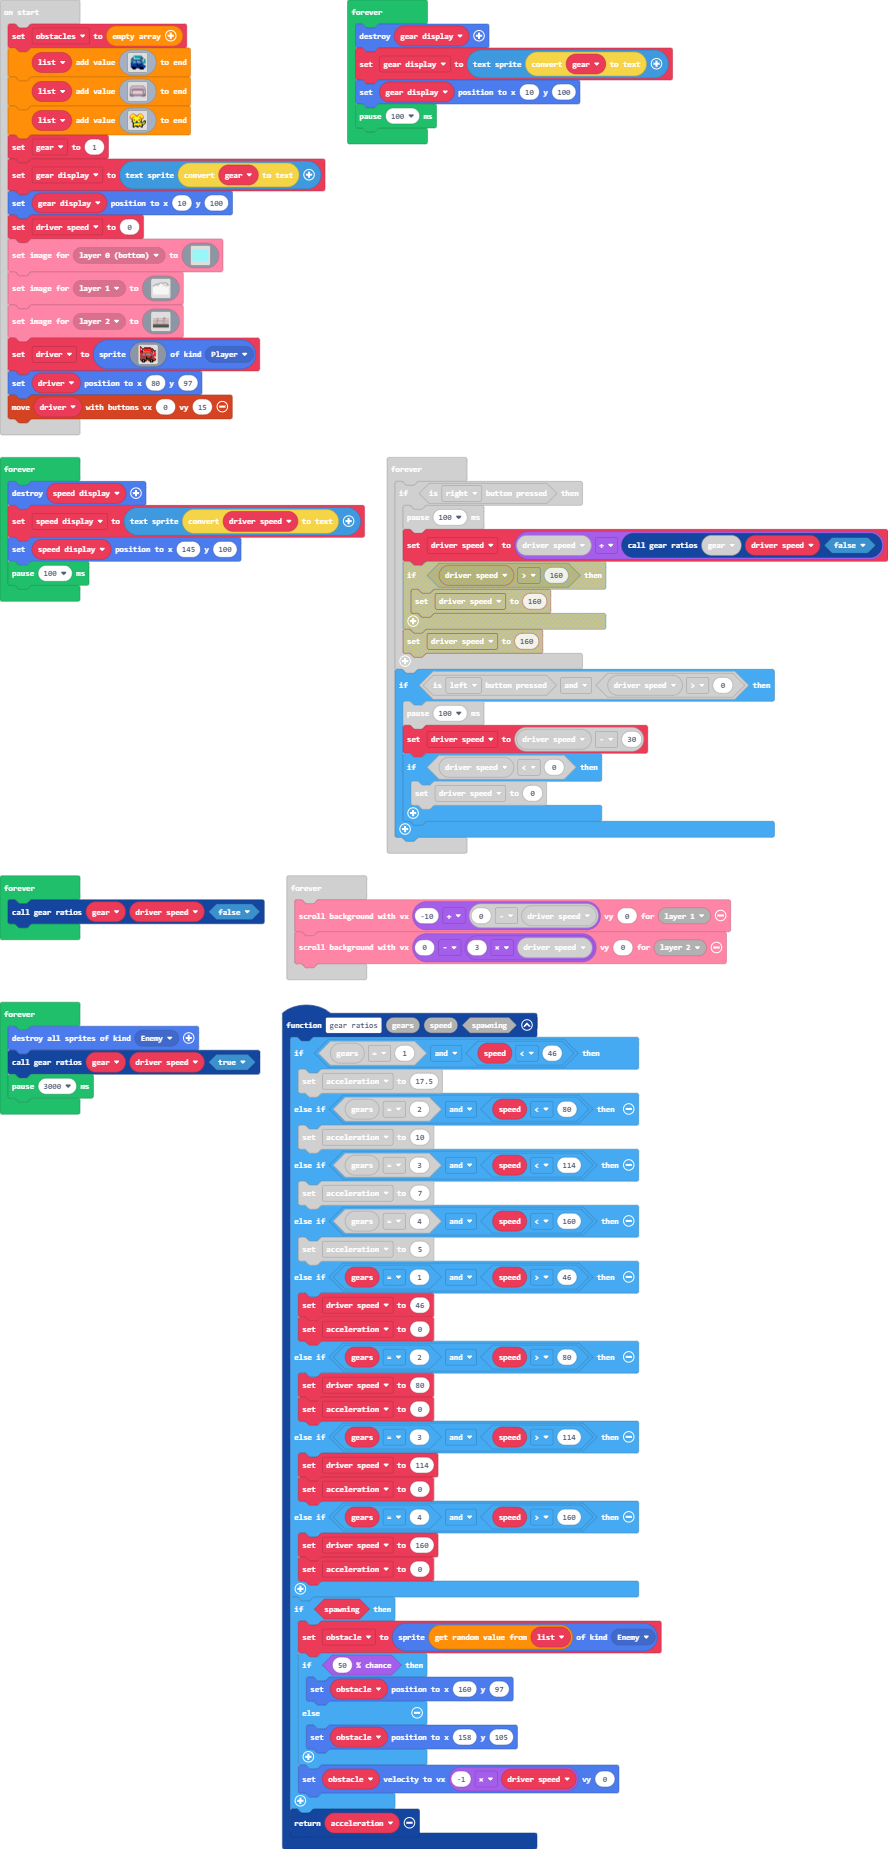 on start
set obstacles to empty array
list add value to end
list add value to end
list add value to end
set gear to 1
set gear display to text sprite convert gear to text
set gear display position to x 10 y 100
set driver speed to 0
set image for layer 0 (bottom) to
set image for layer 1 to
set image for layer 2 to
set driver to sprite of kind Player
set driver position to x 80 y 97
move driver with buttons vx 0 vy 15
forever
destroy gear display
set gear display to text sprite convert gear to text
set gear display position to x 10 y 100
pause 100 ms
forever
destroy speed display
set speed display to text sprite convert driver speed to text
set speed display position to x 145 y 100
pause 100 ms
forever
if is right button pressed then
pause 100 ms
set driver speed to driver speed + call gear ratios gear driver speed false
if driver speed > 160 then
set driver speed to 160
set driver speed to 160
if is left button pressed and driver speed > 0 then
pause 100 ms
set driver speed to driver speed - 30
if driver speed < 0 then
set driver speed to 0
forever
call gear ratios gear driver speed false
forever
scroll background with vx -10 + 0 - driver speed vy 0 for layer 1
scroll background with vx 0 - 3 × driver speed vy 0 for layer 2
forever
destroy all sprites of kind Enemy
call gear ratios gear driver speed true
pause 3000 ms
function gear ratios gears speed spawning
if gears = 1 and speed < 46 then
set acceleration to 17.5
else if gears = 2 and speed < 80 then
set acceleration to 10
else if gears = 3 and speed < 114 then
set acceleration to 7
else if gears = 4 and speed < 160 then
set acceleration to 5
else if gears = 1 and speed > 46 then
set driver speed to 46
set acceleration to 0
else if gears = 2 and speed > 80 then
set driver speed to 80
set acceleration to 0
else if gears = 3 and speed > 114 then
set driver speed to 114
set acceleration to 0
else if gears = 4 and speed > 160 then
set driver speed to 160
set acceleration to 0
if spawning then
set obstacle to sprite get random value from list of kind Enemy
if 50 % chance then
set obstacle position to x 160 y 97
else
set obstacle position to x 158 y 105
set obstacle velocity to vx -1 × driver speed vy 0
return acceleration